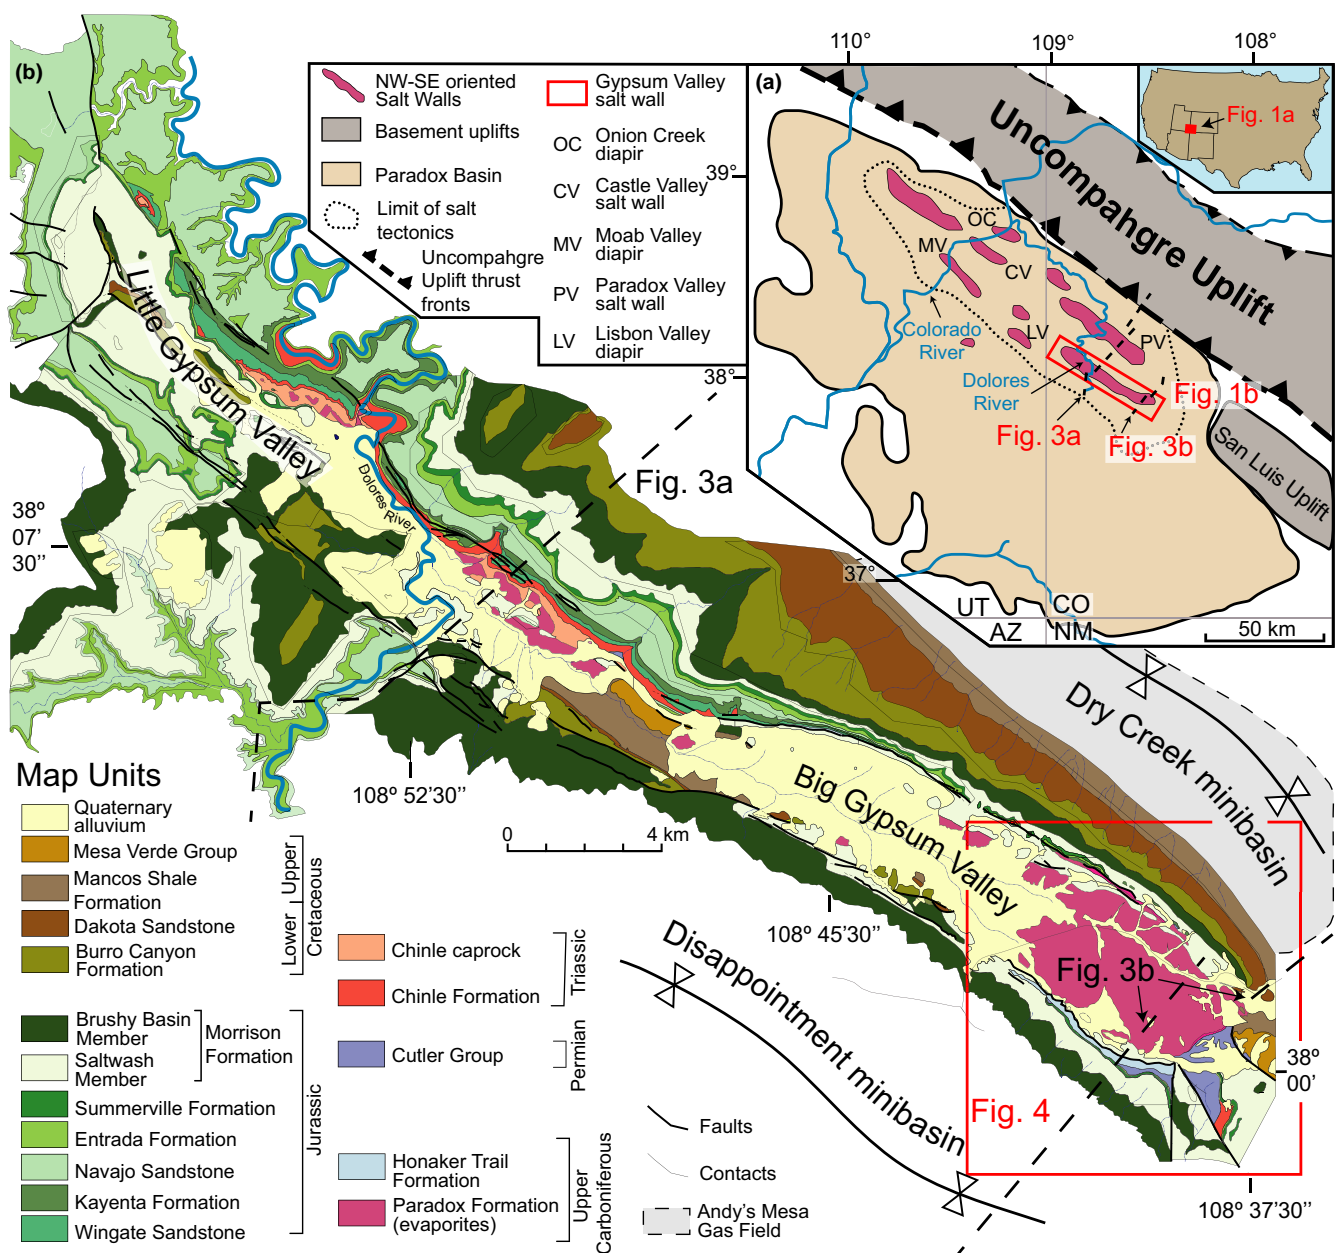 (b)
NW-SE oriented
Salt Walls
Basement uplifts
Paradox Basin
Limit of salt
tectonics
Uncompahgre
Uplift thrust
fronts
Gypsum Valley
salt wall
OC Onion Creek
diapir
CV Castle Valley
salt wall
MV Moab Valley
diapir
PV Paradox Valley
salt wall
LV Lisbon Valley
diapir
110°
109°
108°
(a)
Fig. 1a
39°
38°
37°
Uncompahgre Uplift
OC
MV
CV
LV
PV
Colorado
River
Dolores
River
Fig. 1b
Fig. 3a
Fig. 3b
San Luis Uplift
UT
CO
AZ
NM
50 km
Little Gypsum Valley
Dolores River
Fig. 3a
38º
07’
30’’
108º 52’30’’
0
4 km
Big Gypsum Valley
Dry Creek minibasin
108º 45’30’’
Disappointment minibasin
Fig. 3b
Fig. 4
38º
00’
108º 37’30’’
Map Units
Quaternary
alluvium
Mesa Verde Group
Mancos Shale
Formation
Dakota Sandstone
Burro Canyon
Formation
Upper
Lower
Cretaceous
Brushy Basin
Member
Saltwash
Member
Morrison
Formation
Summerville Formation
Entrada Formation
Navajo Sandstone
Kayenta Formation
Wingate Sandstone
Jurassic
Chinle caprock
Chinle Formation
Triassic
Cutler Group
Permian
Honaker Trail
Formation
Paradox Formation
(evaporites)
Upper
Carboniferous
Faults
Contacts
Andy's Mesa
Gas Field